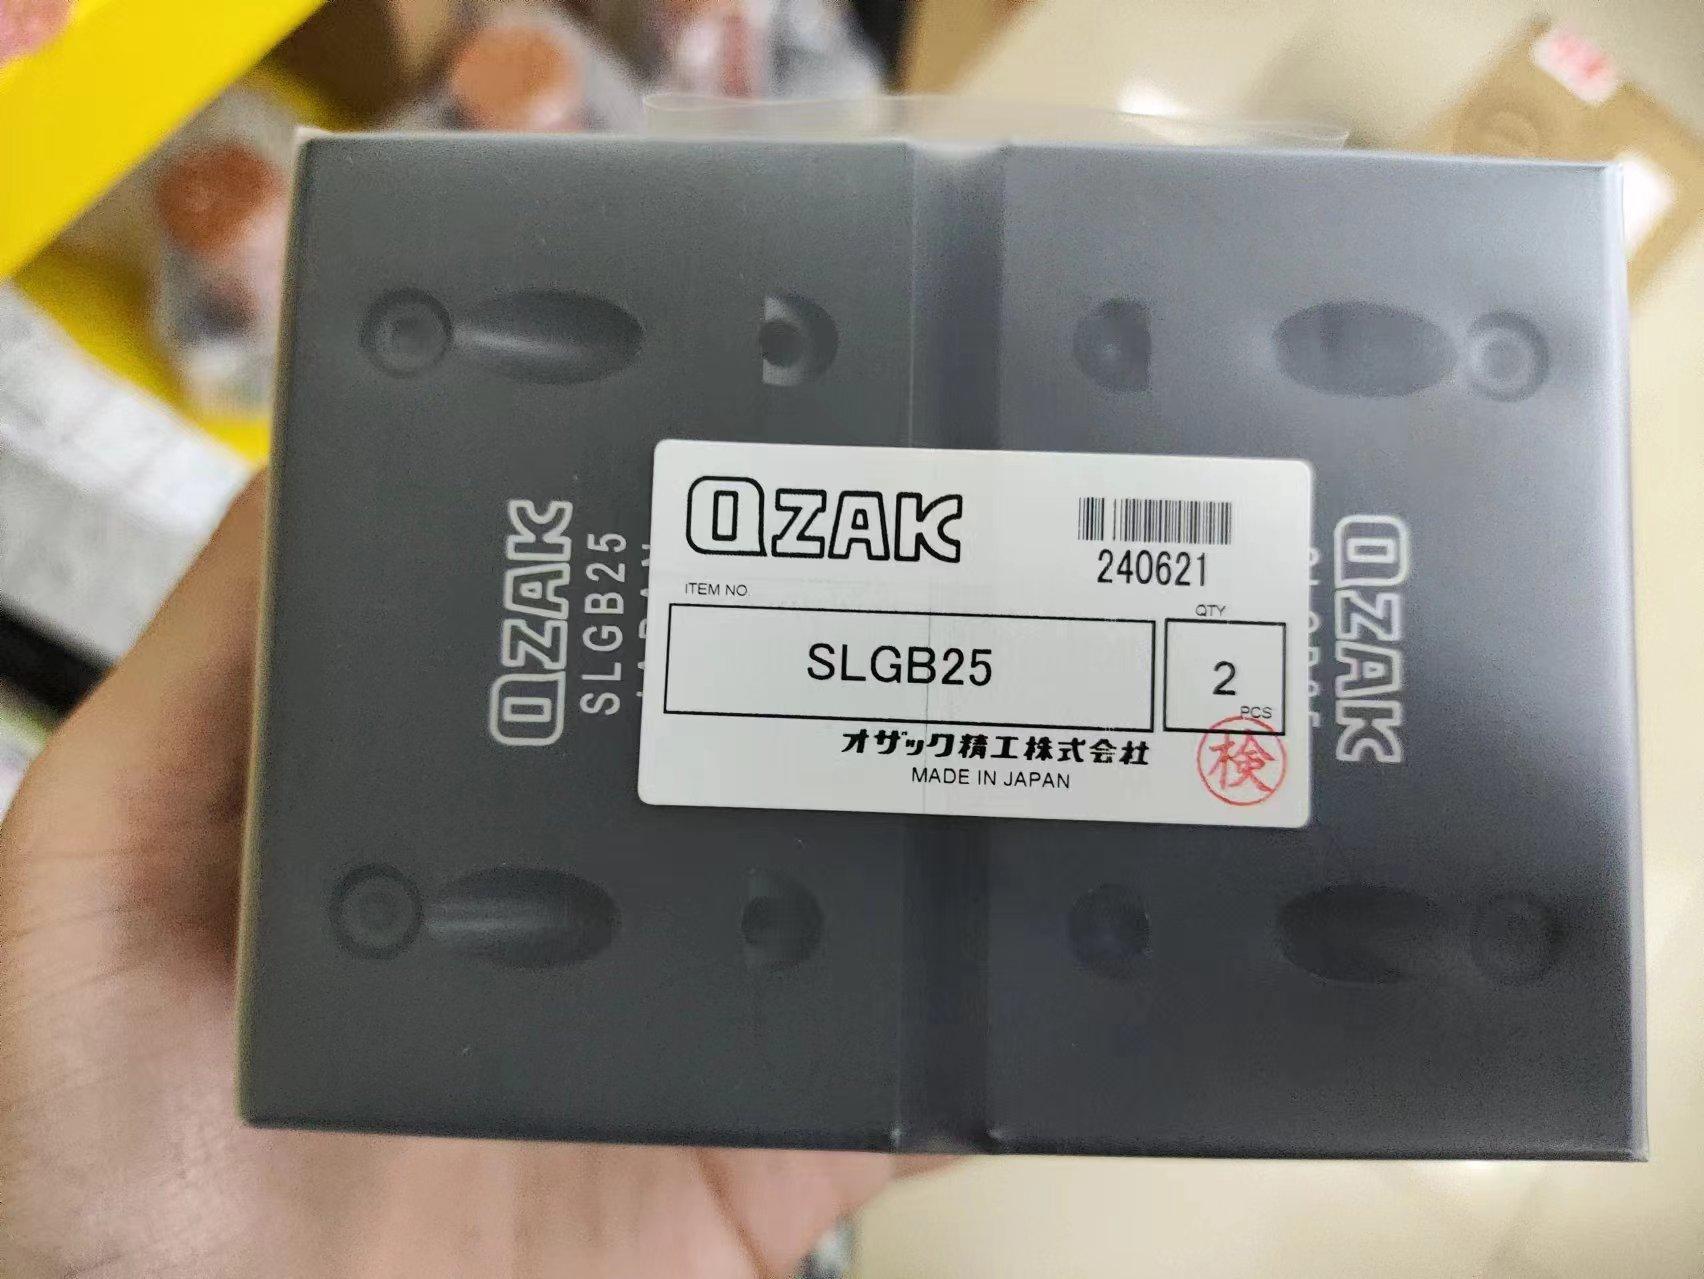 OZAK
SLGB25
OZAK
240621
ITEM NO.
QTY
SLGB25
2
PCS
オザック精工株式会社
MADE IN JAPAN
検
OZAK